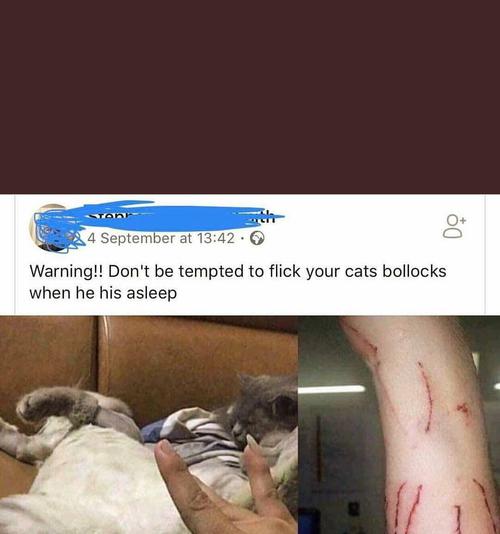 4 September at 13:42 ·
Warning!! Don't be tempted to flick your cats bollocks
when he his asleep